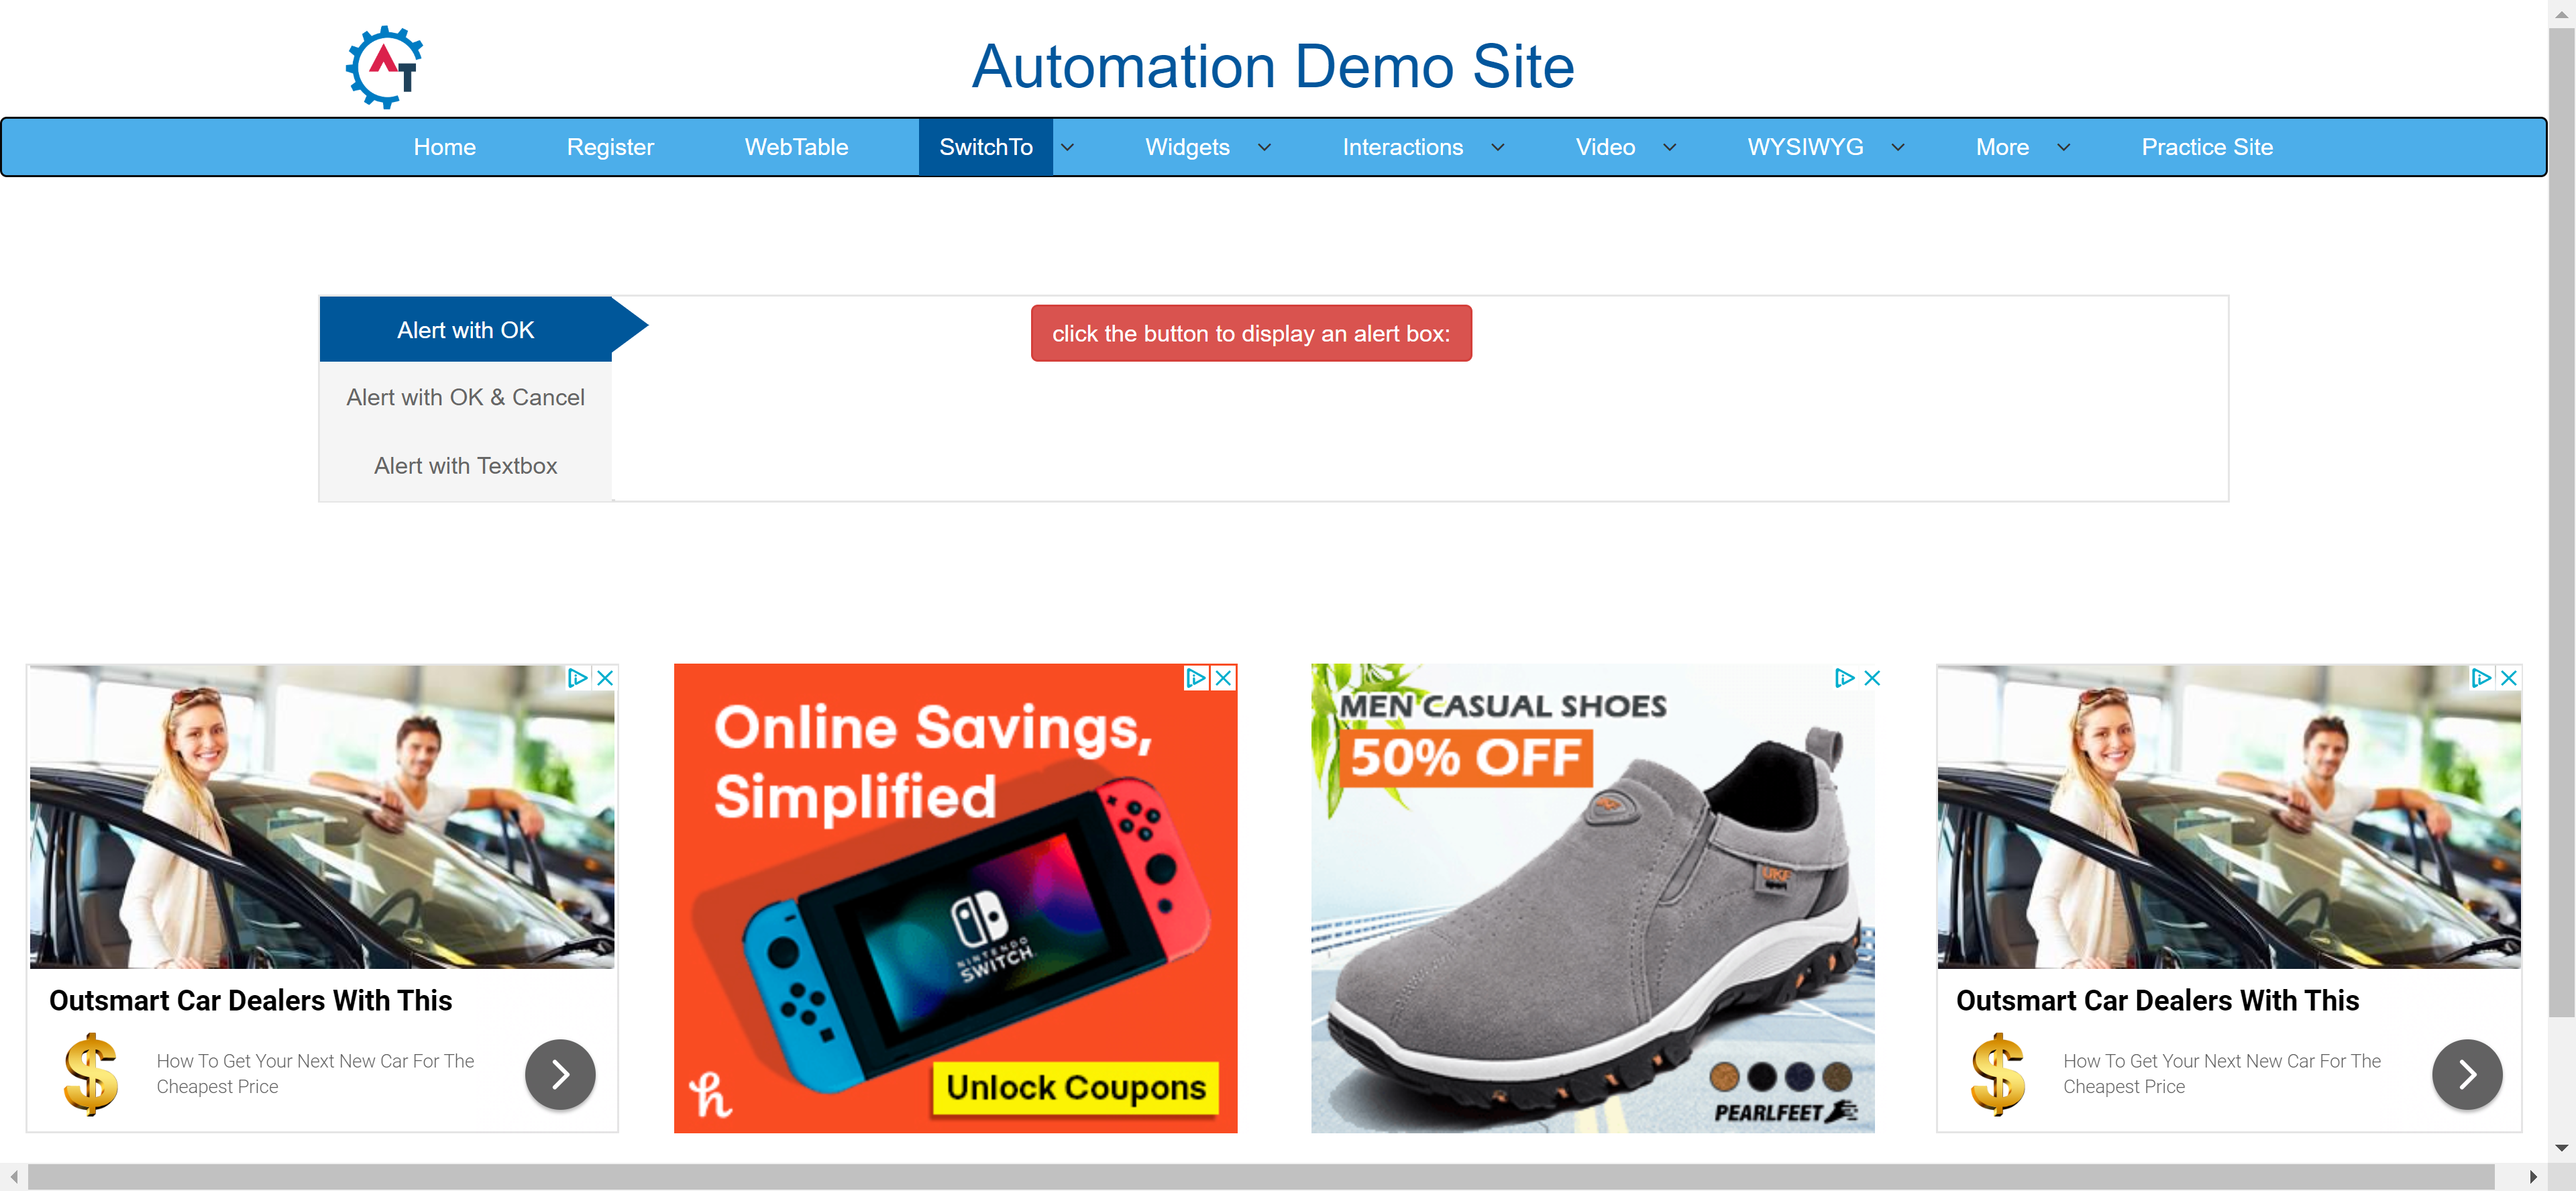 AT
Automation Demo Site
Home Register WebTable SwitchTo Widgets Interactions Video WYSIWYG More Practice Site
Alert with OK
click the button to display an alert box:
Alert with OK & Cancel
Alert with Textbox
Outsmart Car Dealers With This
$
How To Get Your Next New Car For The
Cheapest Price
Online Savings,
Simplified
NINTENDO
SWITCH
h
Unlock Coupons
MEN CASUAL SHOES
50% OFF
UKF
sport
PEARLFEET
Outsmart Car Dealers With This
$
How To Get Your Next New Car For The
Cheapest Price